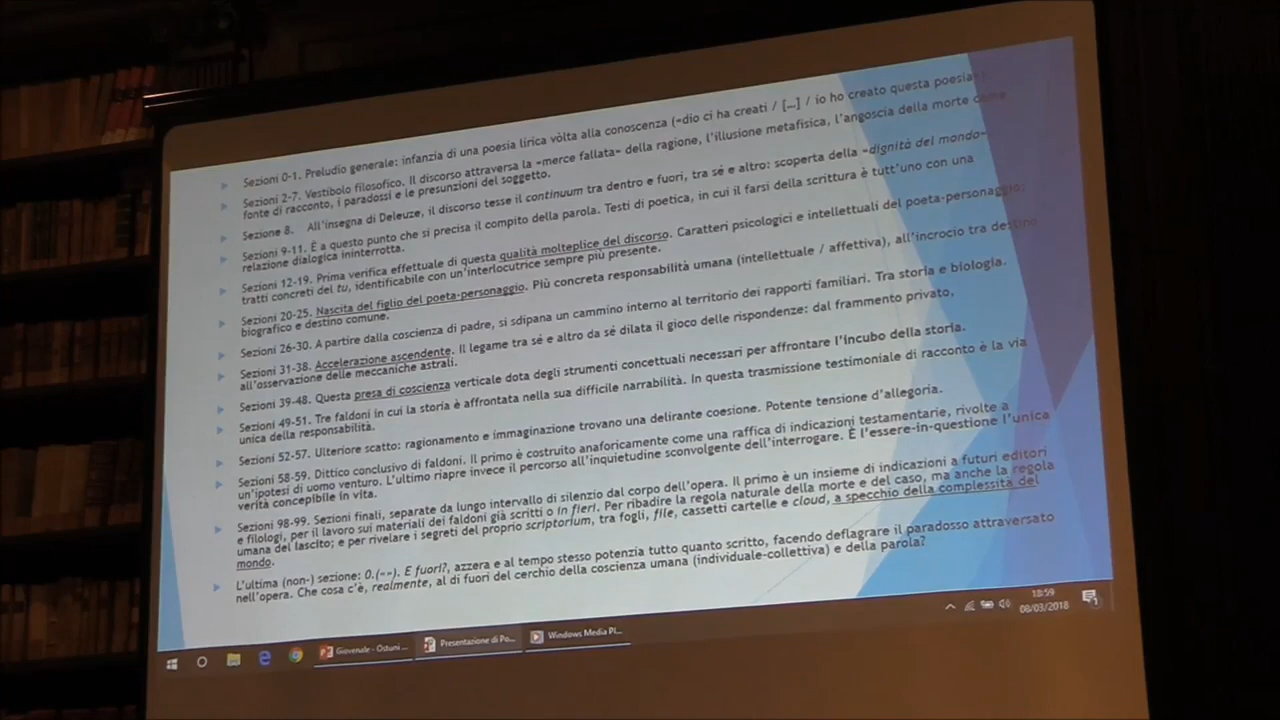 Sezioni 0-1. Preludio generale: infanzia di una poesia lirica vòlta alla conoscenza («dio ci ha creati / […] / io ho creato questa poesia»).
Sezioni 2-7. Vestibolo filosofico. Il discorso attraversa la «merce fallata» della ragione, l'illusione metafisica, l'angoscia della morte come
fonte di racconto, i paradossi e le presunzioni del soggetto.
Sezione 8. All'insegna di Deleuze, il discorso tesse il continuum tra dentro e fuori, tra sé e altro: scoperta della «dignità del mondo»
Sezioni 9-11. È a questo punto che si precisa il compito della parola. Testi di poetica, in cui il farsi della scrittura è tutt'uno con una
relazione dialogica ininterrotta.
Sezioni 12-19. Prima verifica effettuale di questa qualità molteplice del discorso. Caratteri psicologici e intellettuali del poeta-personaggio;
tratti concreti del tu, identificabile con un'interlocutrice sempre più presente.
Sezioni 20-25. Nascita del figlio del poeta-personaggio. Più concreta responsabilità umana (intellettuale / affettiva), all'incrocio tra destino
biografico e destino comune.
Sezioni 26-30. A partire dalla coscienza di padre, si sdipana un cammino interno al territorio dei rapporti familiari. Tra storia e biologia.
Sezioni 31-38. Accelerazione ascendente. Il legame tra sé e altro da sé dilata il gioco delle rispondenze: dal frammento privato,
all'osservazione delle meccaniche astrali.
Sezioni 39-48. Questa presa di coscienza verticale dota degli strumenti concettuali necessari per affrontare l'incubo della storia.
Sezioni 49-51. Tre faldoni in cui la storia è affrontata nella sua difficile narrabilità. In questa trasmissione testimoniale di racconto è la via
unica della responsabilità.
Sezioni 52-57. Ulteriore scatto: ragionamento e immaginazione trovano una delirante coesione. Potente tensione d'allegoria.
Sezioni 58-59. Dittico conclusivo di faldoni. Il primo è costruito anaforicamente come una raffica di indicazioni testamentarie, rivolte a
un'ipotesi di uomo venturo. L'ultimo riapre invece il percorso all'inquietudine sconvolgente dell'interrogare. È l'essere-in-questione l'unica
verità concepibile in vita.
Sezioni 98-99. Sezioni finali, separate da lungo intervallo di silenzio dal corpo dell'opera. Il primo è un insieme di indicazioni a futuri editori
e filologi, per il lavoro sui materiali dei faldoni già scritti o in fieri. Per ribadire la regola naturale della morte e del caso, ma anche la regola
umana del lascito; e per rivelare i segreti del proprio scriptorium, tra fogli, file, cassetti cartelle e cloud, a specchio della complessità del
mondo.
L'ultima (non-) sezione: 0.(«»). E fuori?, azzera e al tempo stesso potenzia tutto quanto scritto, facendo deflagrare il paradosso attraversato
nell'opera. Che cosa c'è, realmente, al di fuori del cerchio della coscienza umana (individuale-collettiva) e della parola?
18:59
08/03/2018
Giovenale - Ostuni ...
Presentazione di Po...
Windows Media Pl...